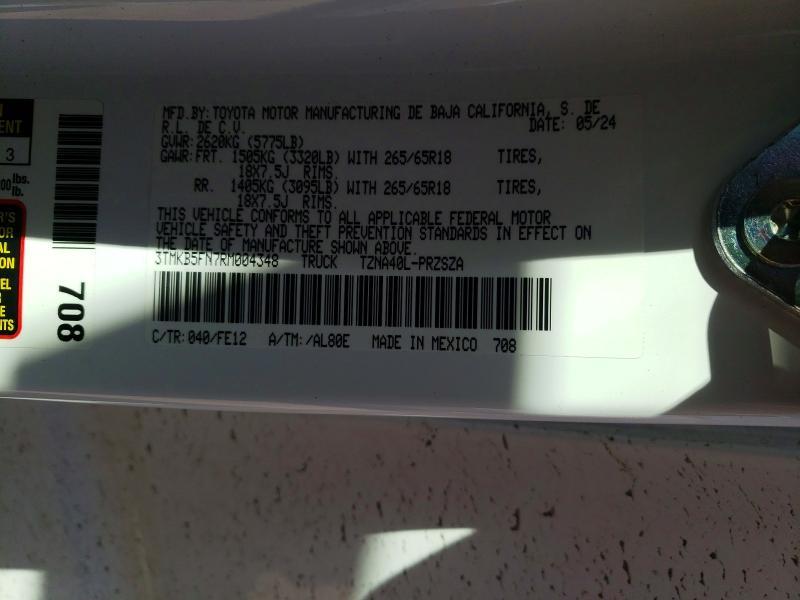 MFD.BY:TOYOTA MOTOR MANUFACTURING DE BAJA CALIFORNIA, S. DE
R.L. DE C.V. DATE: 05/24
GVWR: 2620KG (5775LB)
GAWR:FRT. 1505KG (3320LB) WITH 265/65R18 TIRES,
18X7.5J RIMS,
RR. 1405KG (3095LB) WITH 265/65R18 TIRES,
18X7.5J RIMS.
THIS VEHICLE CONFORMS TO ALL APPLICABLE FEDERAL MOTOR
VEHICLE SAFETY AND THEFT PREVENTION STANDARDS IN EFFECT ON
THE DATE OF MANUFACTURE SHOWN ABOVE.
3TMKB5FN7RM004348 TRUCK TZNA40L-PRZSZA
C/TR: 040/FE12 A/TM: /AL80E MADE IN MEXICO 708
708
3
lbs.
lb.